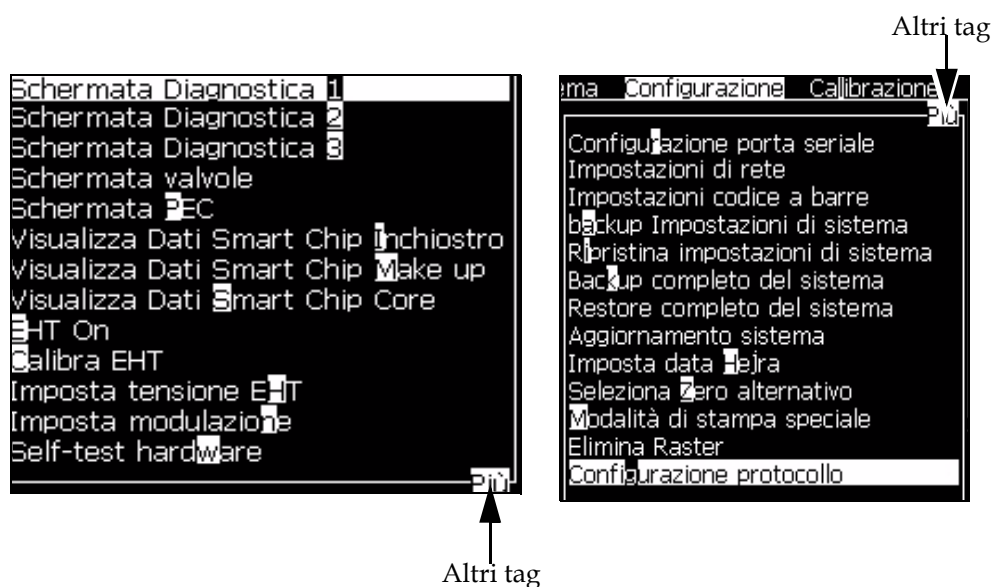 Altri tag
Schermata Diagnostica 1
Schermata Diagnostica 2
Schermata Diagnostica 3
Schermata valvole
Schermata PEC
Visualizza Dati Smart Chip Inchiostro
Visualizza Dati Smart Chip Make up
Visualizza Dati Smart Chip Core
EHT On
Calibra EHT
Imposta tensione EHT
Imposta modulazione
Self-test hardware
Più
Altri tag
ma Configurazione Callibrazione
Più
Configurazione porta seriale
Impostazioni di rete
Impostazioni codice a barre
backup Impostazioni di sistema
Ripristina impostazioni di sistema
Backup completo del sistema
Restore completo del sistema
Aggiornamento sistema
Imposta data Hejra
Seleziona Zero alternativo
Modalità di stampa speciale
Elimina Raster
Configurazione protocollo